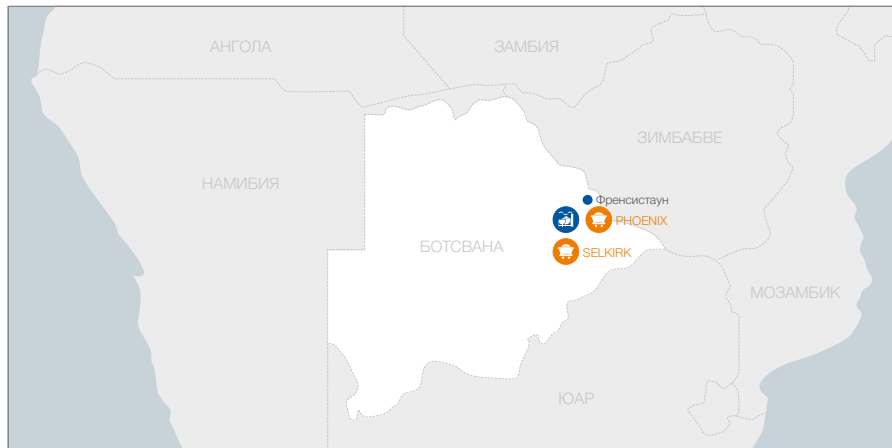 АНГОЛА
ЗАМБИЯ
ЗИМБАБВЕ
НАМИБИЯ
Френсистаун
PHOENIX
БОТСВАНА
SELKIRK
МОЗАМБИК
ЮАР